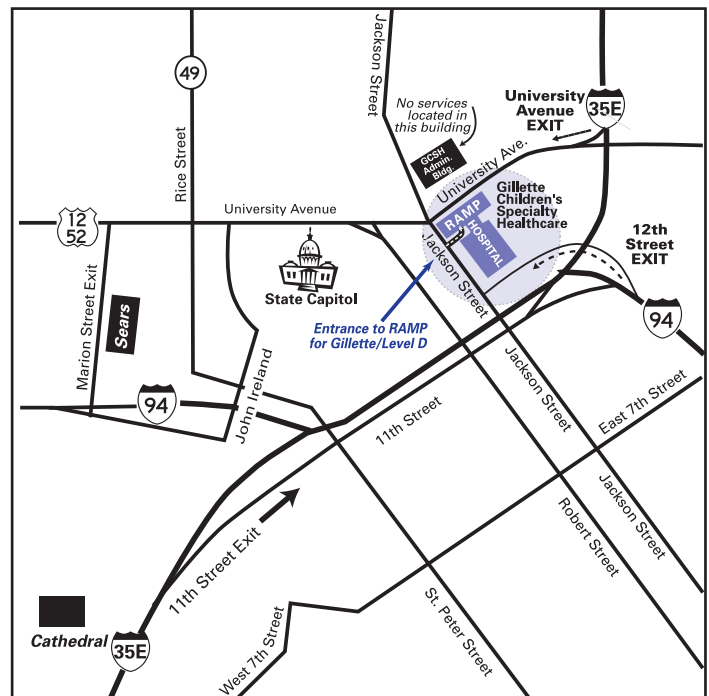 49
Jackson Street
No services
located in
this building
University
Avenue
EXIT
35E
Rice Street
GCSH
Admin.
Bldg.
University Ave.
University Avenue
12
52
RAMP
HOSPITAL
Gillette
Children's
Specialty
Healthcare
12th
Street
EXIT
State Capitol
Jackson Street
Marion Street Exit
Sears
Entrance to RAMP
for Gillette/Level D
94
94
John Ireland
11th Street
Jackson Street
East 7th Street
11th Street Exit
Robert Street
Jackson Street
Cathedral
35E
West 7th Street
St. Peter Street